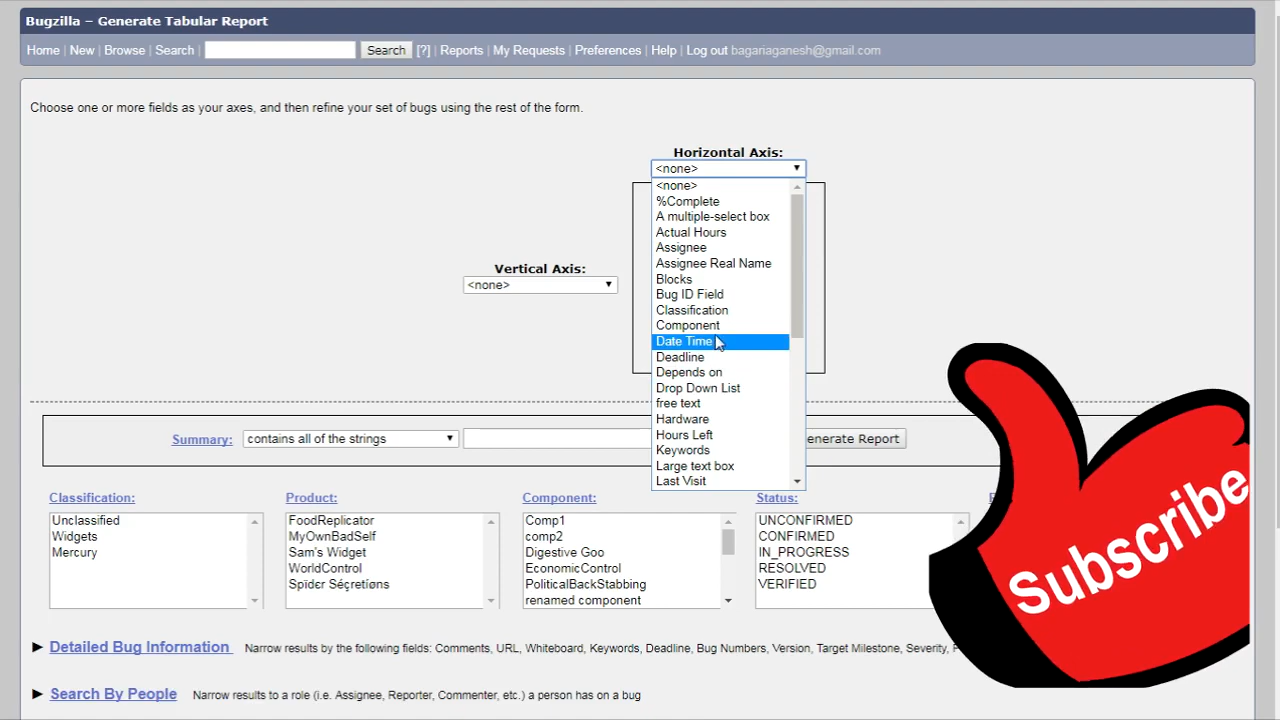 Bugzilla – Generate Tabular Report
Home | New | Browse | Search | Search [?] | Reports | My Requests | Preferences | Help | Log out bagariaganesh@gmail.com
Choose one or more fields as your axes, and then refine your set of bugs using the rest of the form.
Horizontal Axis:
<none>
<none>
%Complete
A multiple-select box
Actual Hours
Assignee
Assignee Real Name
Blocks
Bug ID Field
Classification
Component
Date Time
Deadline
Depends on
Drop Down List
free text
Hardware
Hours Left
Keywords
Large text box
Last Visit
Vertical Axis:
<none>
Summary: contains all of the strings enerate Report
Classification:
Unclassified
Widgets
Mercury
Product:
FoodReplicator
MyOwnBadSelf
Sam's Widget
WorldControl
Spïdɛr Séçretïøns
Component:
Comp1
comp2
Digestive Goo
EconomicControl
PoliticalBackStabbing
renamed component
Status:
UNCONFIRMED
CONFIRMED
IN_PROGRESS
RESOLVED
VERIFIED
Subscribe
Detailed Bug Information Narrow results by the following fields: Comments, URL, Whiteboard, Keywords, Deadline, Bug Numbers, Version, Target Milestone, Severity,
Search By People Narrow results to a role (i.e. Assignee, Reporter, Commenter, etc.) a person has on a bug